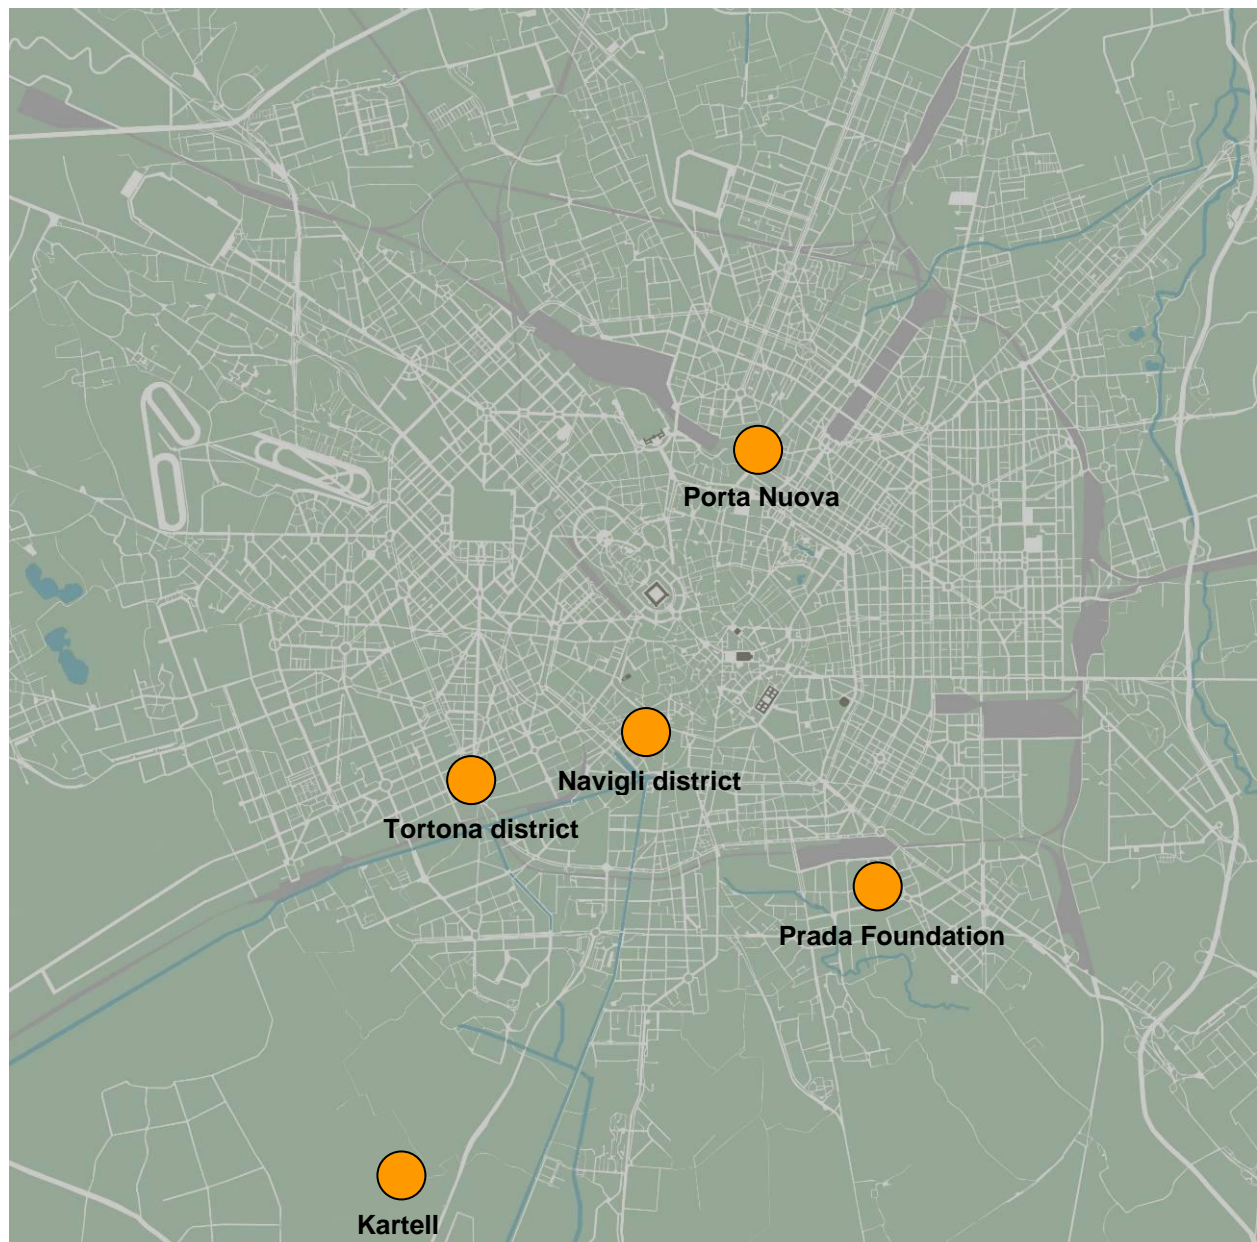 Porta Nuova
Navigli district
Tortona district
Prada Foundation
Kartell